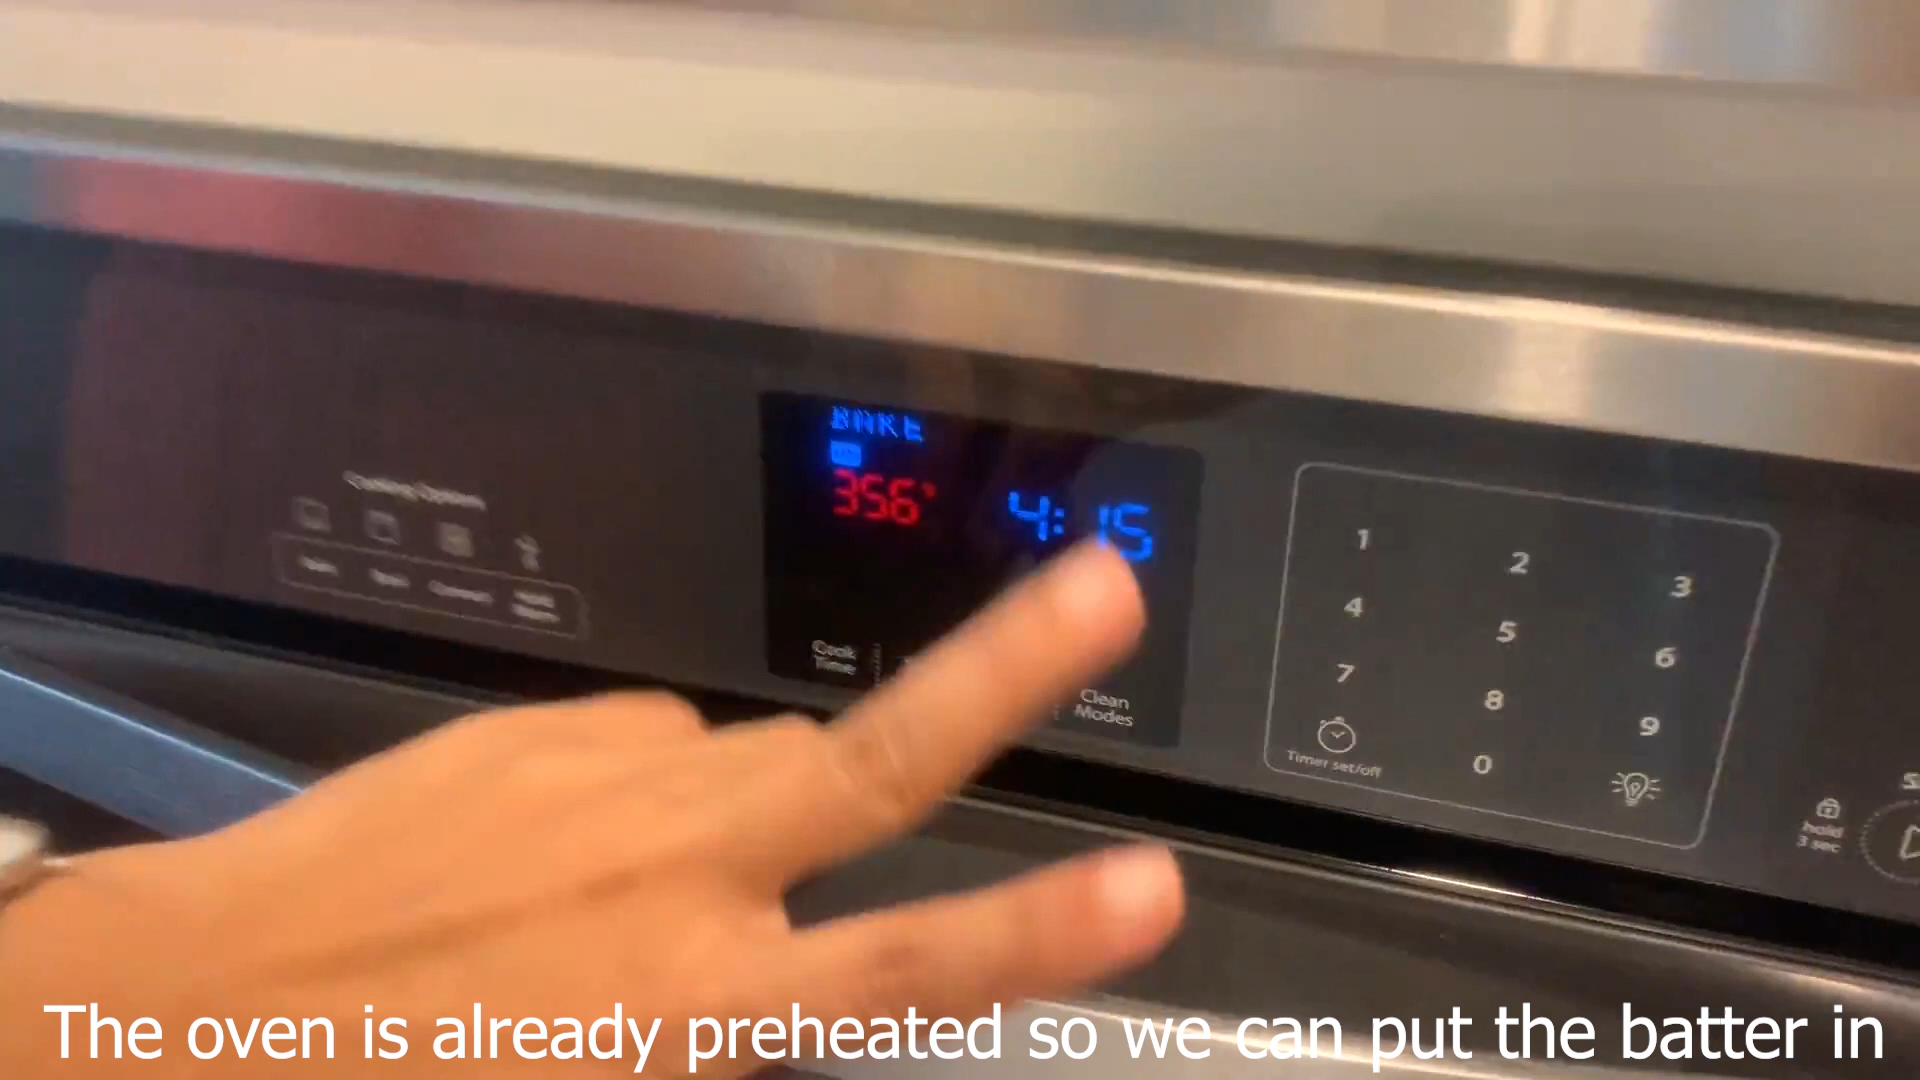 BAKE
356°
4:15
Cook
Time
Clean
Modes
1 2 3
4 5 6
7 8 9
0
Timer set/off
hold
3 sec
The oven is already preheated so we can put the batter in